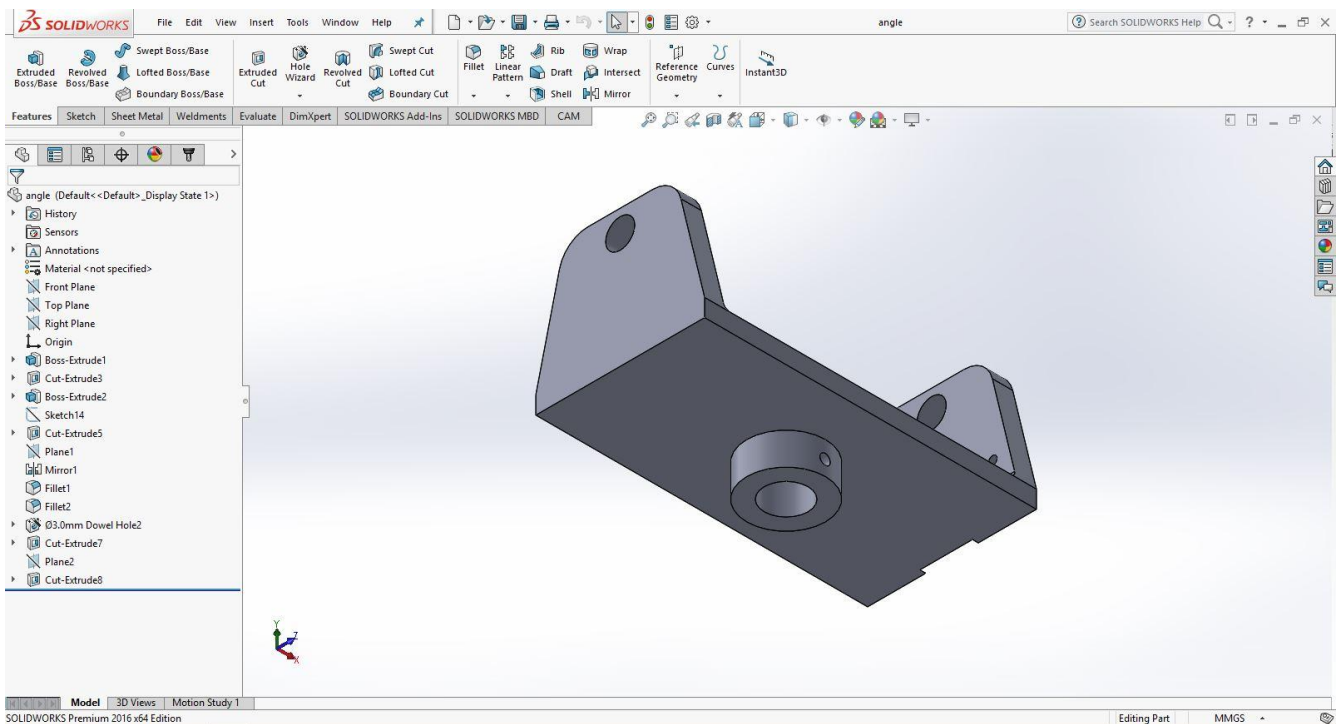 SOLIDWORKS File Edit View Insert Tools Window Help angle Search SOLIDWORKS Help ?
Extruded Boss/Base
Revolved Boss/Base
Swept Boss/Base
Lofted Boss/Base
Boundary Boss/Base
Extruded Cut
Hole Wizard
Revolved Cut
Swept Cut
Lofted Cut
Boundary Cut
Fillet
Linear Pattern
Rib
Draft
Shell
Wrap
Intersect
Mirror
Reference Geometry
Curves
Instant3D
Features Sketch Sheet Metal Weldments Evaluate DimXpert SOLIDWORKS Add-Ins SOLIDWORKS MBD CAM
angle (Default<<Default>_Display State 1>)
History
Sensors
Annotations
Material <not specified>
Front Plane
Top Plane
Right Plane
Origin
Boss-Extrude1
Cut-Extrude3
Boss-Extrude2
Sketch14
Cut-Extrude5
Plane1
Mirror1
Fillet1
Fillet2
Ø3.0mm Dowel Hole2
Cut-Extrude7
Plane2
Cut-Extrude8
Y
Z
X
Model 3D Views Motion Study 1
SOLIDWORKS Premium 2016 x64 Edition Editing Part MMGS